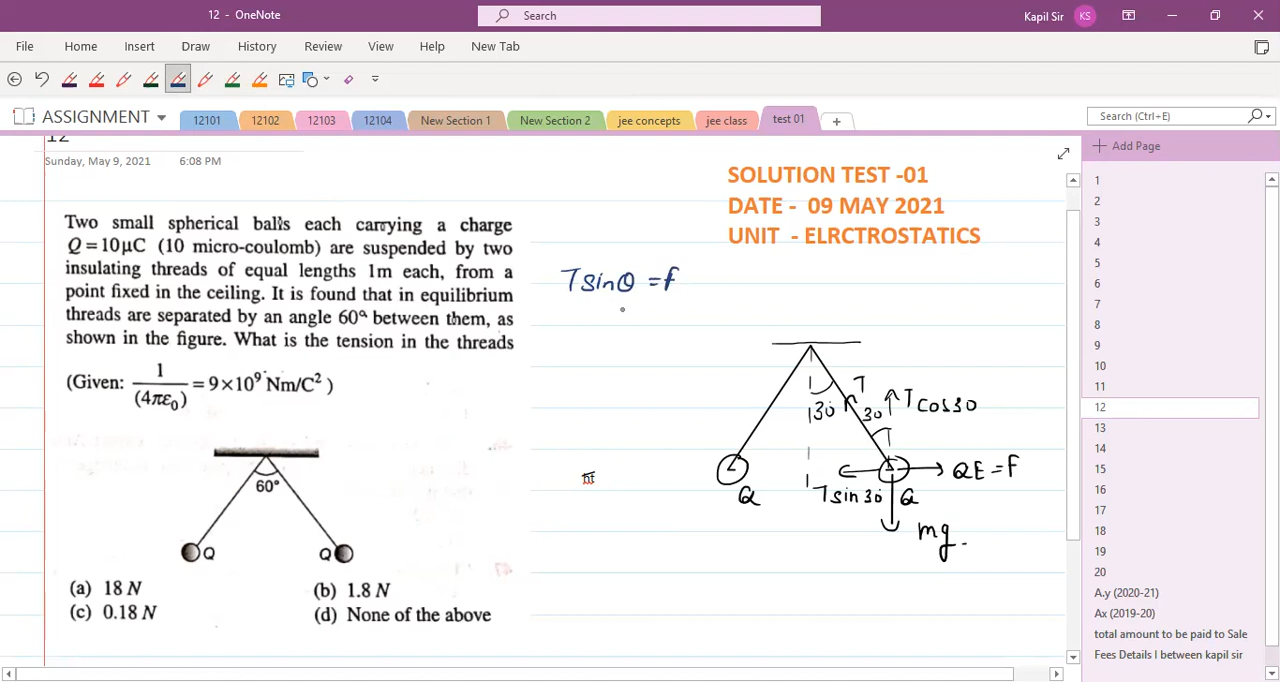 12 - OneNote
Search
Kapil Sir
KS
File Home Insert Draw History Review View Help New Tab
ASSIGNMENT
12101 12102 12103 12104 New Section 1 New Section 2 jee concepts jee class test 01
Search (Ctrl+E)
Add Page
12
Sunday, May 9, 2021 6:08 PM
SOLUTION TEST -01
DATE - 09 MAY 2021
UNIT - ELRCTROSTATICS
Two small spherical balls each carrying a charge
Q = 10μC (10 micro-coulomb) are suspended by two
insulating threads of equal lengths 1m each, from a
point fixed in the ceiling. It is found that in equilibrium
threads are separated by an angle 60° between them, as
shown in the figure. What is the tension in the threads
(Given: 1/(4πε₀) = 9×10⁹ Nm/C²)
60°
Q
Q
(a) 18 N
(b) 1.8 N
(c) 0.18 N
(d) None of the above
T sin θ = f
T
30
30
T cos 30
QE = F
T sin 30
Q
Q
mg
1
2
3
4
5
6
7
8
9
10
11
12
13
14
15
16
17
18
19
20
A.y (2020-21)
Ax (2019-20)
total amount to be paid to Sale
Fees Details I between kapil sir